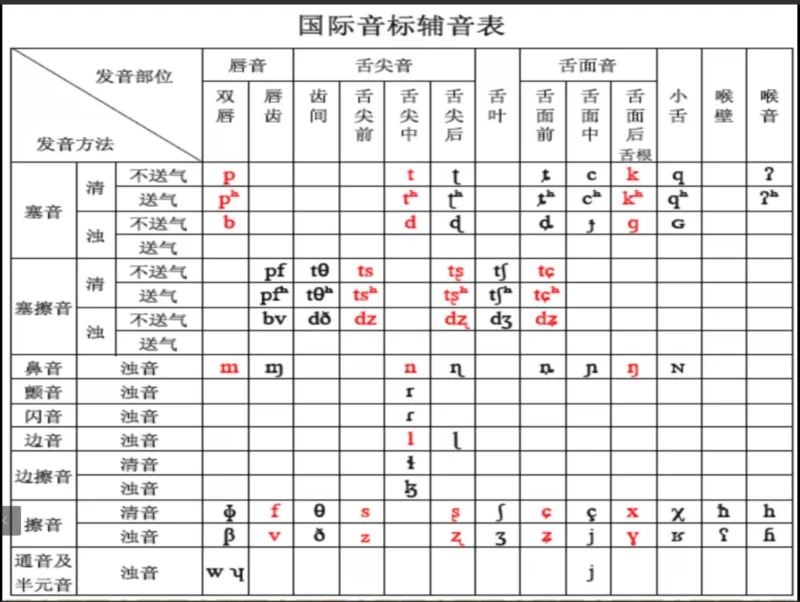 国际音标辅音表
发音部位 唇音 舌尖音 舌叶 舌面音 小舌 喉壁 喉音
发音方法 双唇 唇齿 齿间 舌尖前 舌尖中 舌尖后 舌面前 舌面中 舌面后 舌根
塞音 清 不送气 p t ʈ ȶ c k q ʔ
送气 pʰ tʰ ʈʰ ȶʰ cʰ kʰ qʰ ʔʰ
浊 不送气 b d ɖ ȡ ɟ ɡ ɢ
送气
塞擦音 清 不送气 pf tθ ts tʂ tʃ tɕ
送气 pfʰ tθʰ tsʰ tʂʰ tʃʰ tɕʰ
浊 不送气 bv dð dz dʐ dʒ dʑ
送气
鼻音 浊音 m ɱ n ɳ ȵ ɲ ŋ ɴ
颤音 浊音 r
闪音 浊音 ɾ
边音 浊音 l ɭ
边擦音 清音 ɬ
浊音 ɮ
擦音 清音 ɸ f θ s ʂ ʃ ɕ ç x χ ħ h
浊音 β v ð z ʐ ʒ ʑ j ɣ ʁ ʕ ɦ
通音及半元音 浊音 w ɥ j